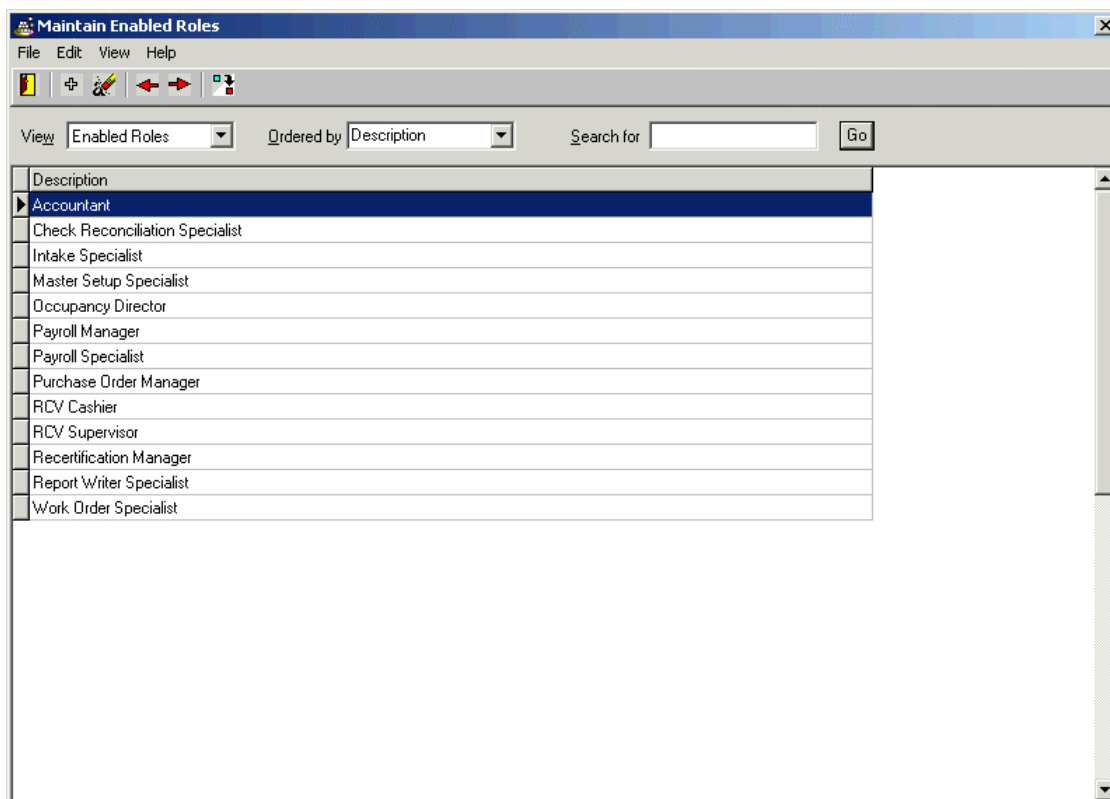 Maintain Enabled Roles
File Edit View Help
View Enabled Roles Ordered by Description Search for Go
Description
Accountant
Check Reconciliation Specialist
Intake Specialist
Master Setup Specialist
Occupancy Director
Payroll Manager
Payroll Specialist
Purchase Order Manager
RCV Cashier
RCV Supervisor
Recertification Manager
Report Writer Specialist
Work Order Specialist